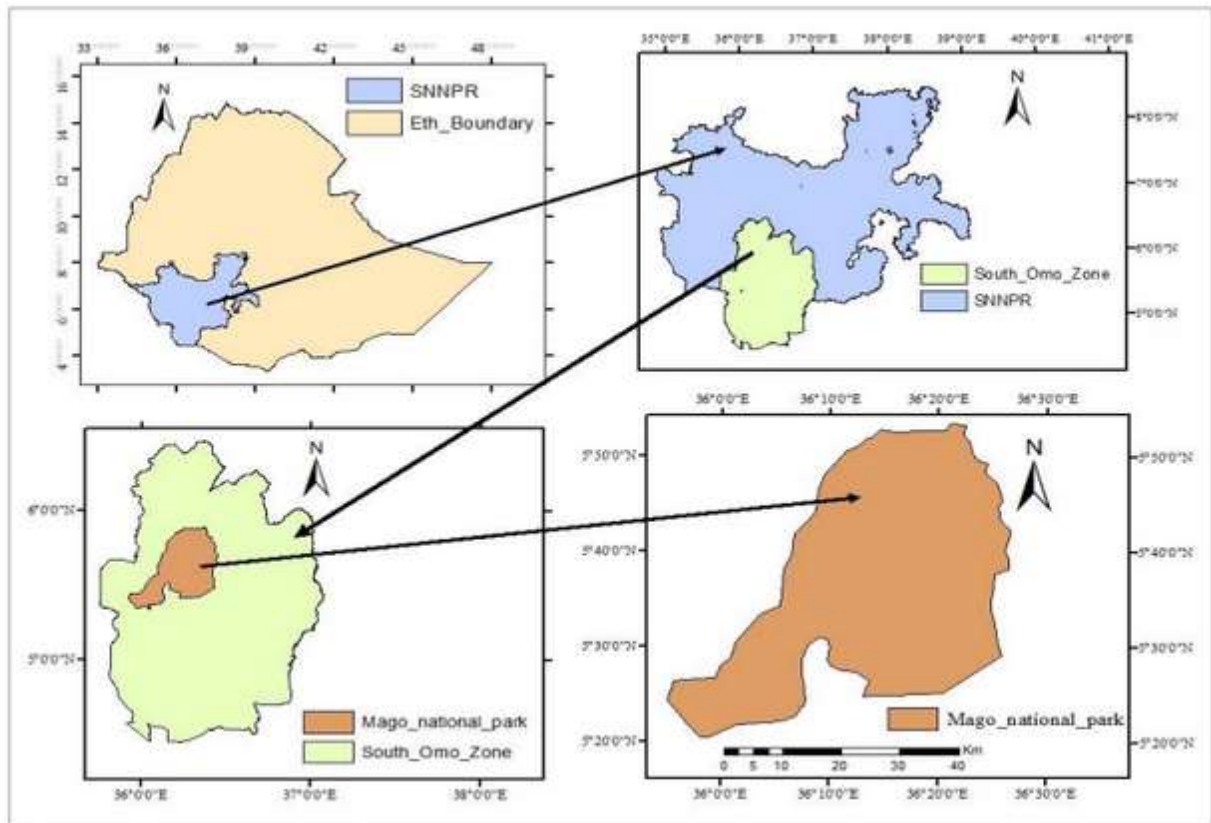 33 36 39 42 45 48
16
14
12
10
8
6
4
N
SNNPR
Eth_Boundary
35°0'0"E 36°0'0"E 37°0'0"E 38°0'0"E 39°0'0"E 40°0'0"E 41°0'0"E
N
8°0'0"N
7°0'0"N
6°0'0"N
5°0'0"N
South_Omo_Zone
SNNPR
N
6°0'0"N
5°0'0"N
Mago_national_park
South_Omo_Zone
36°0'0"E 37°0'0"E 38°0'0"E
36°0'0"E 36°10'0"E 36°20'0"E 36°30'0"E
N
5°50'0"N 5°50'0"N
5°40'0"N 5°40'0"N
5°30'0"N 5°30'0"N
5°20'0"N 5°20'0"N
Mago_national_park
Km
0 5 10 20 30 40
36°0'0"E 36°10'0"E 36°20'0"E 36°30'0"E